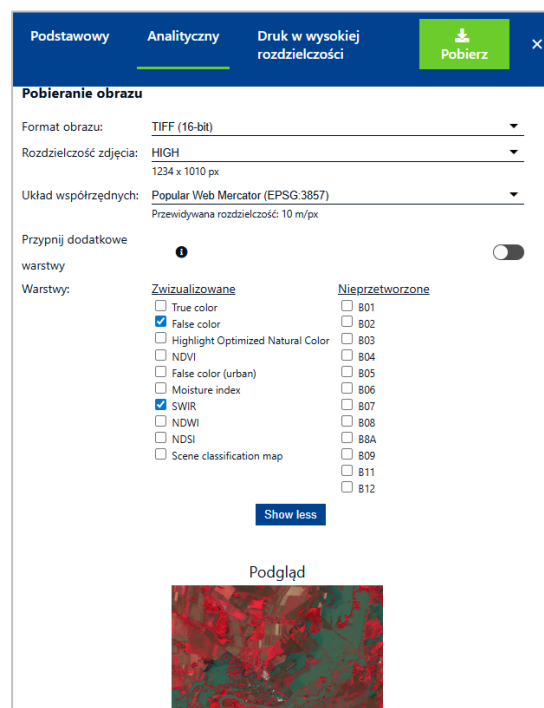 Podstawowy
Analityczny
Druk w wysokiej
rozdzielczości
Pobierz
×
Pobieranie obrazu
Format obrazu:
TIFF (16-bit)
Rozdzielczość zdjęcia:
HIGH
1234 x 1010 px
Układ współrzędnych:
Popular Web Mercator (EPSG:3857)
Przewidywana rozdzielczość: 10 m/px
Przypnij dodatkowe
warstwy
Warstwy:
Zwizualizowane
True color
False color
Highlight Optimized Natural Color
NDVI
False color (urban)
Moisture index
SWIR
NDWI
NDSI
Scene classification map
Nieprzetworzone
B01
B02
B03
B04
B05
B06
B07
B08
B8A
B09
B11
B12
Show less
Podgląd